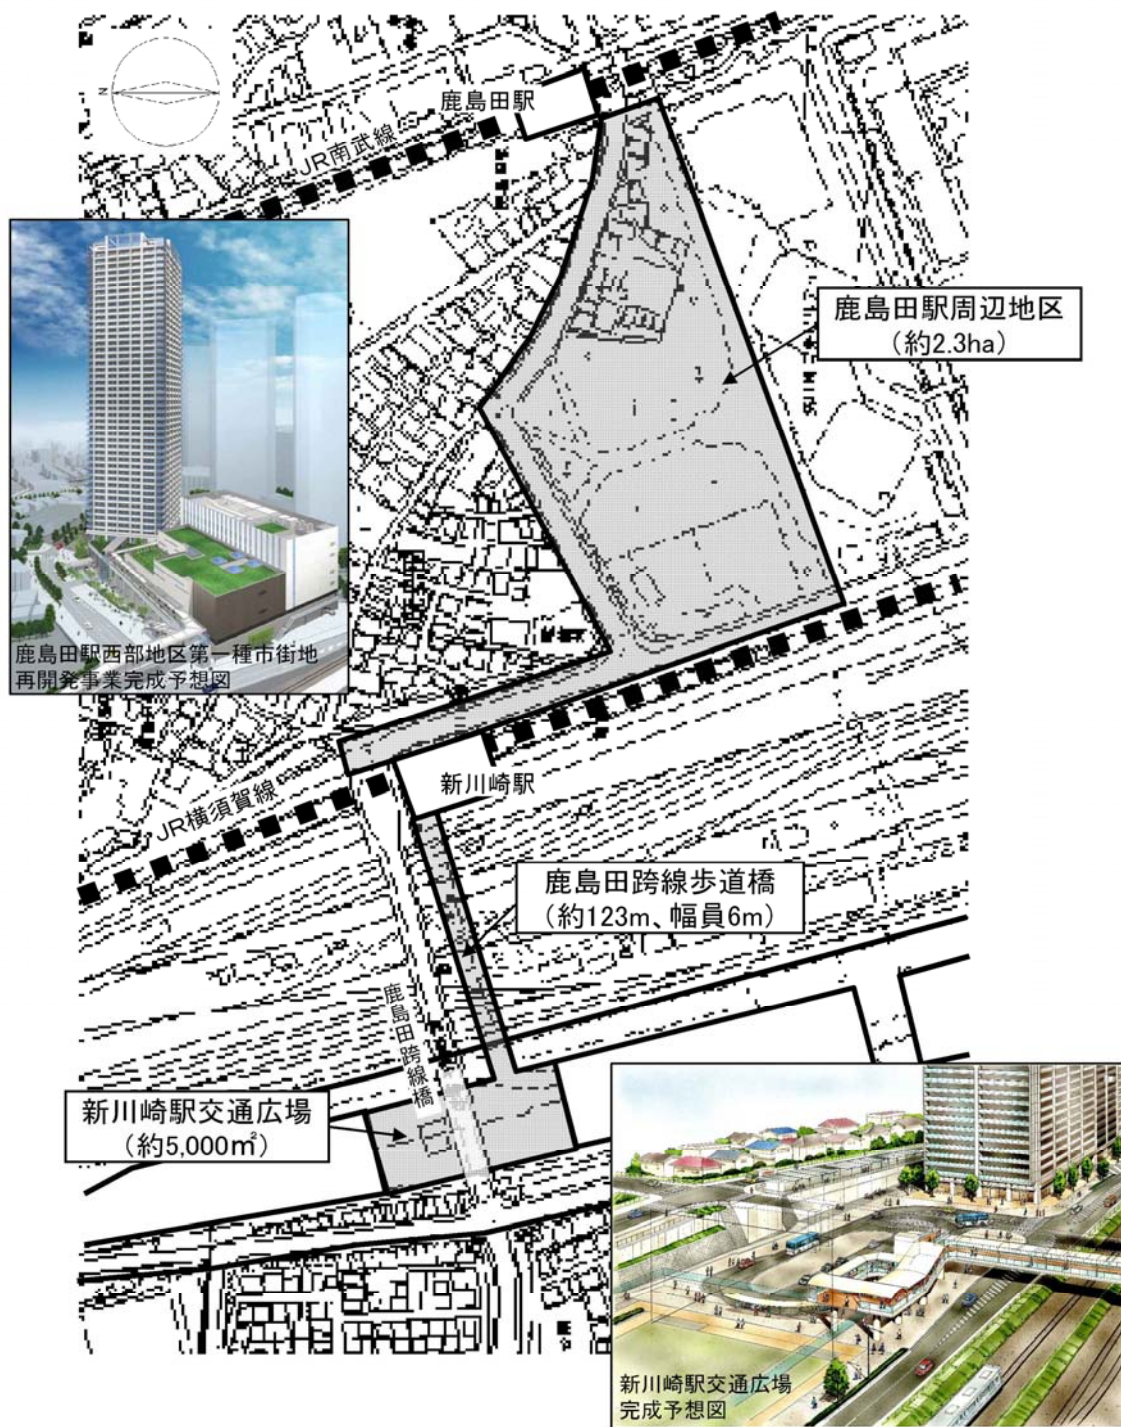 N
鹿島田駅
JR南武線
鹿島田駅周辺地区
（約2.3ha）
鹿島田駅西部地区第一種市街地
再開発事業完成予想図
新川崎駅
JR横須賀線
鹿島田跨線歩道橋
（約123m、幅員6m）
鹿島田跨線橋
新川崎駅交通広場
（約5,000㎡）
新川崎駅交通広場
完成予想図